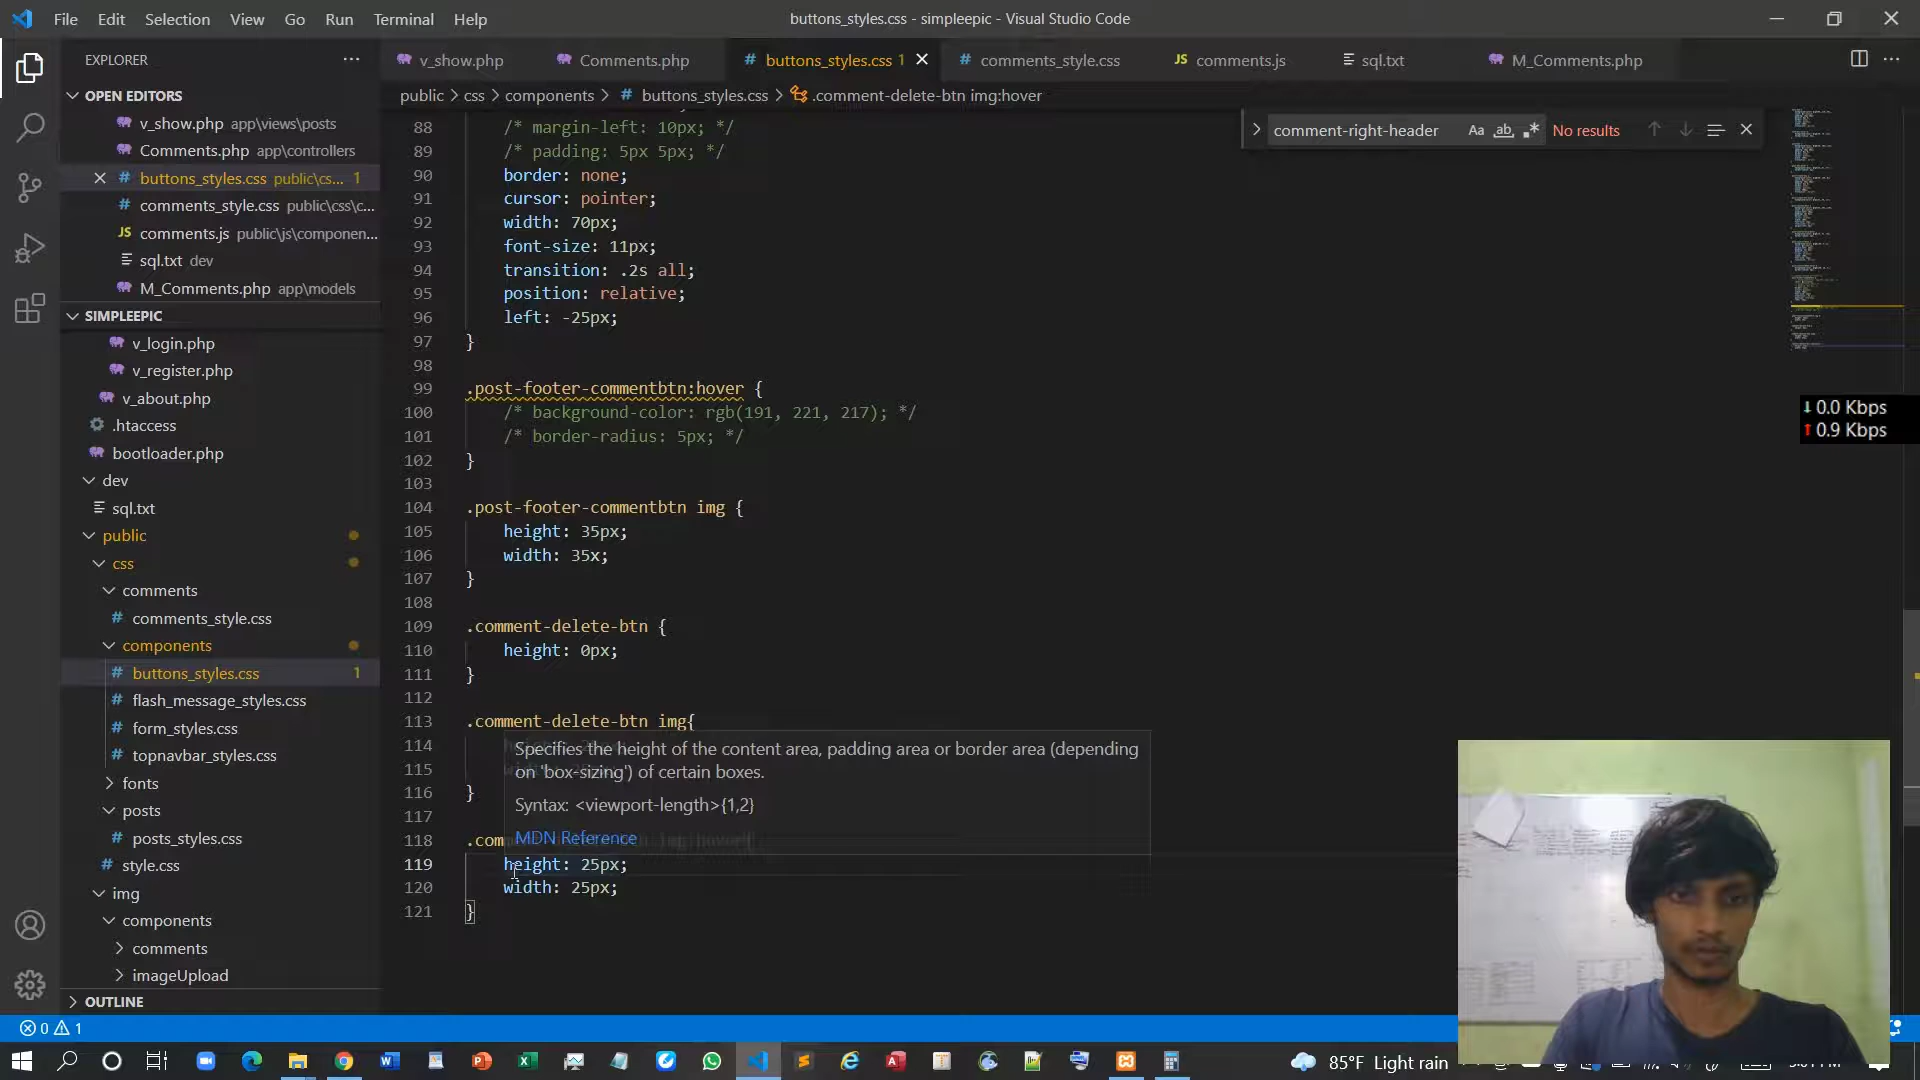 File Edit Selection View Go Run Terminal Help
buttons_styles.css - simpleepic - Visual Studio Code
EXPLORER
v_show.php
Comments.php
buttons_styles.css 1
comments_style.css
JS comments.js
sql.txt
M_Comments.php
public > css > components > # buttons_styles.css > .comment-delete-btn img:hover
OPEN EDITORS
v_show.php app\views\posts
Comments.php app\controllers
buttons_styles.css public\cs... 1
comments_style.css public\css\c...
JS comments.js public\js\componen...
sql.txt dev
M_Comments.php app\models
SIMPLEEPIC
v_login.php
v_register.php
v_about.php
.htaccess
bootloader.php
dev
sql.txt
public
css
comments
# comments_style.css
components
# buttons_styles.css 1
# flash_message_styles.css
# form_styles.css
# topnavbar_styles.css
fonts
posts
# posts_styles.css
# style.css
img
components
comments
imageUpload
OUTLINE
comment-right-header Aa ab No results
88 /* margin-left: 10px; */
89 /* padding: 5px 5px; */
90 border: none;
91 cursor: pointer;
92 width: 70px;
93 font-size: 11px;
94 transition: .2s all;
95 position: relative;
96 left: -25px;
97 }
98
99 .post-footer-commentbtn:hover {
100 /* background-color: rgb(191, 221, 217); */
101 /* border-radius: 5px; */
102 }
103
104 .post-footer-commentbtn img {
105 height: 35px;
106 width: 35x;
107 }
108
109 .comment-delete-btn {
110 height: 0px;
111 }
112
113 .comment-delete-btn img{
114
115
116 }
117
118 .com
119 height: 25px;
120 width: 25px;
121 }
Specifies the height of the content area, padding area or border area (depending
on 'box-sizing') of certain boxes.
Syntax: <viewport-length>{1,2}
MDN Reference
↓ 0.0 Kbps
↑ 0.9 Kbps
0 1
85°F Light rain